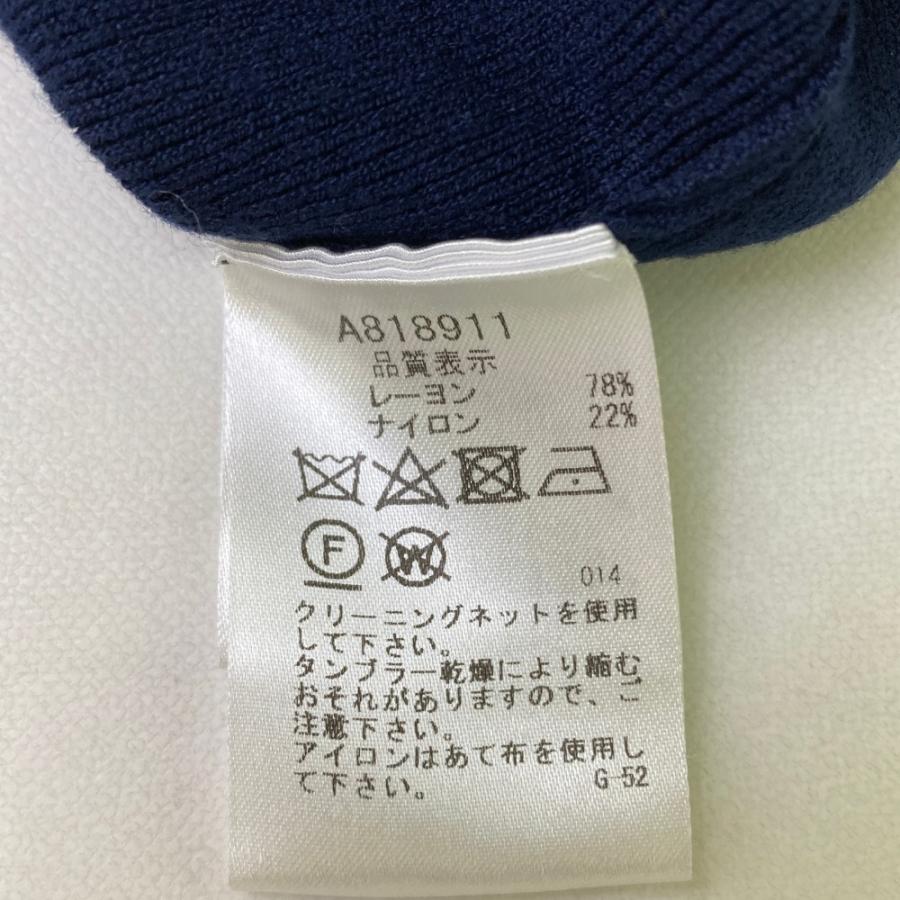 A818911
品質表示
レーヨン 78%
ナイロン 22%
F W
014
クリーニングネットを使用
して下さい。
タンブラー乾燥により縮む
おそれがありますので、ご
注意下さい。
アイロンはあて布を使用し
て下さい。 G-52